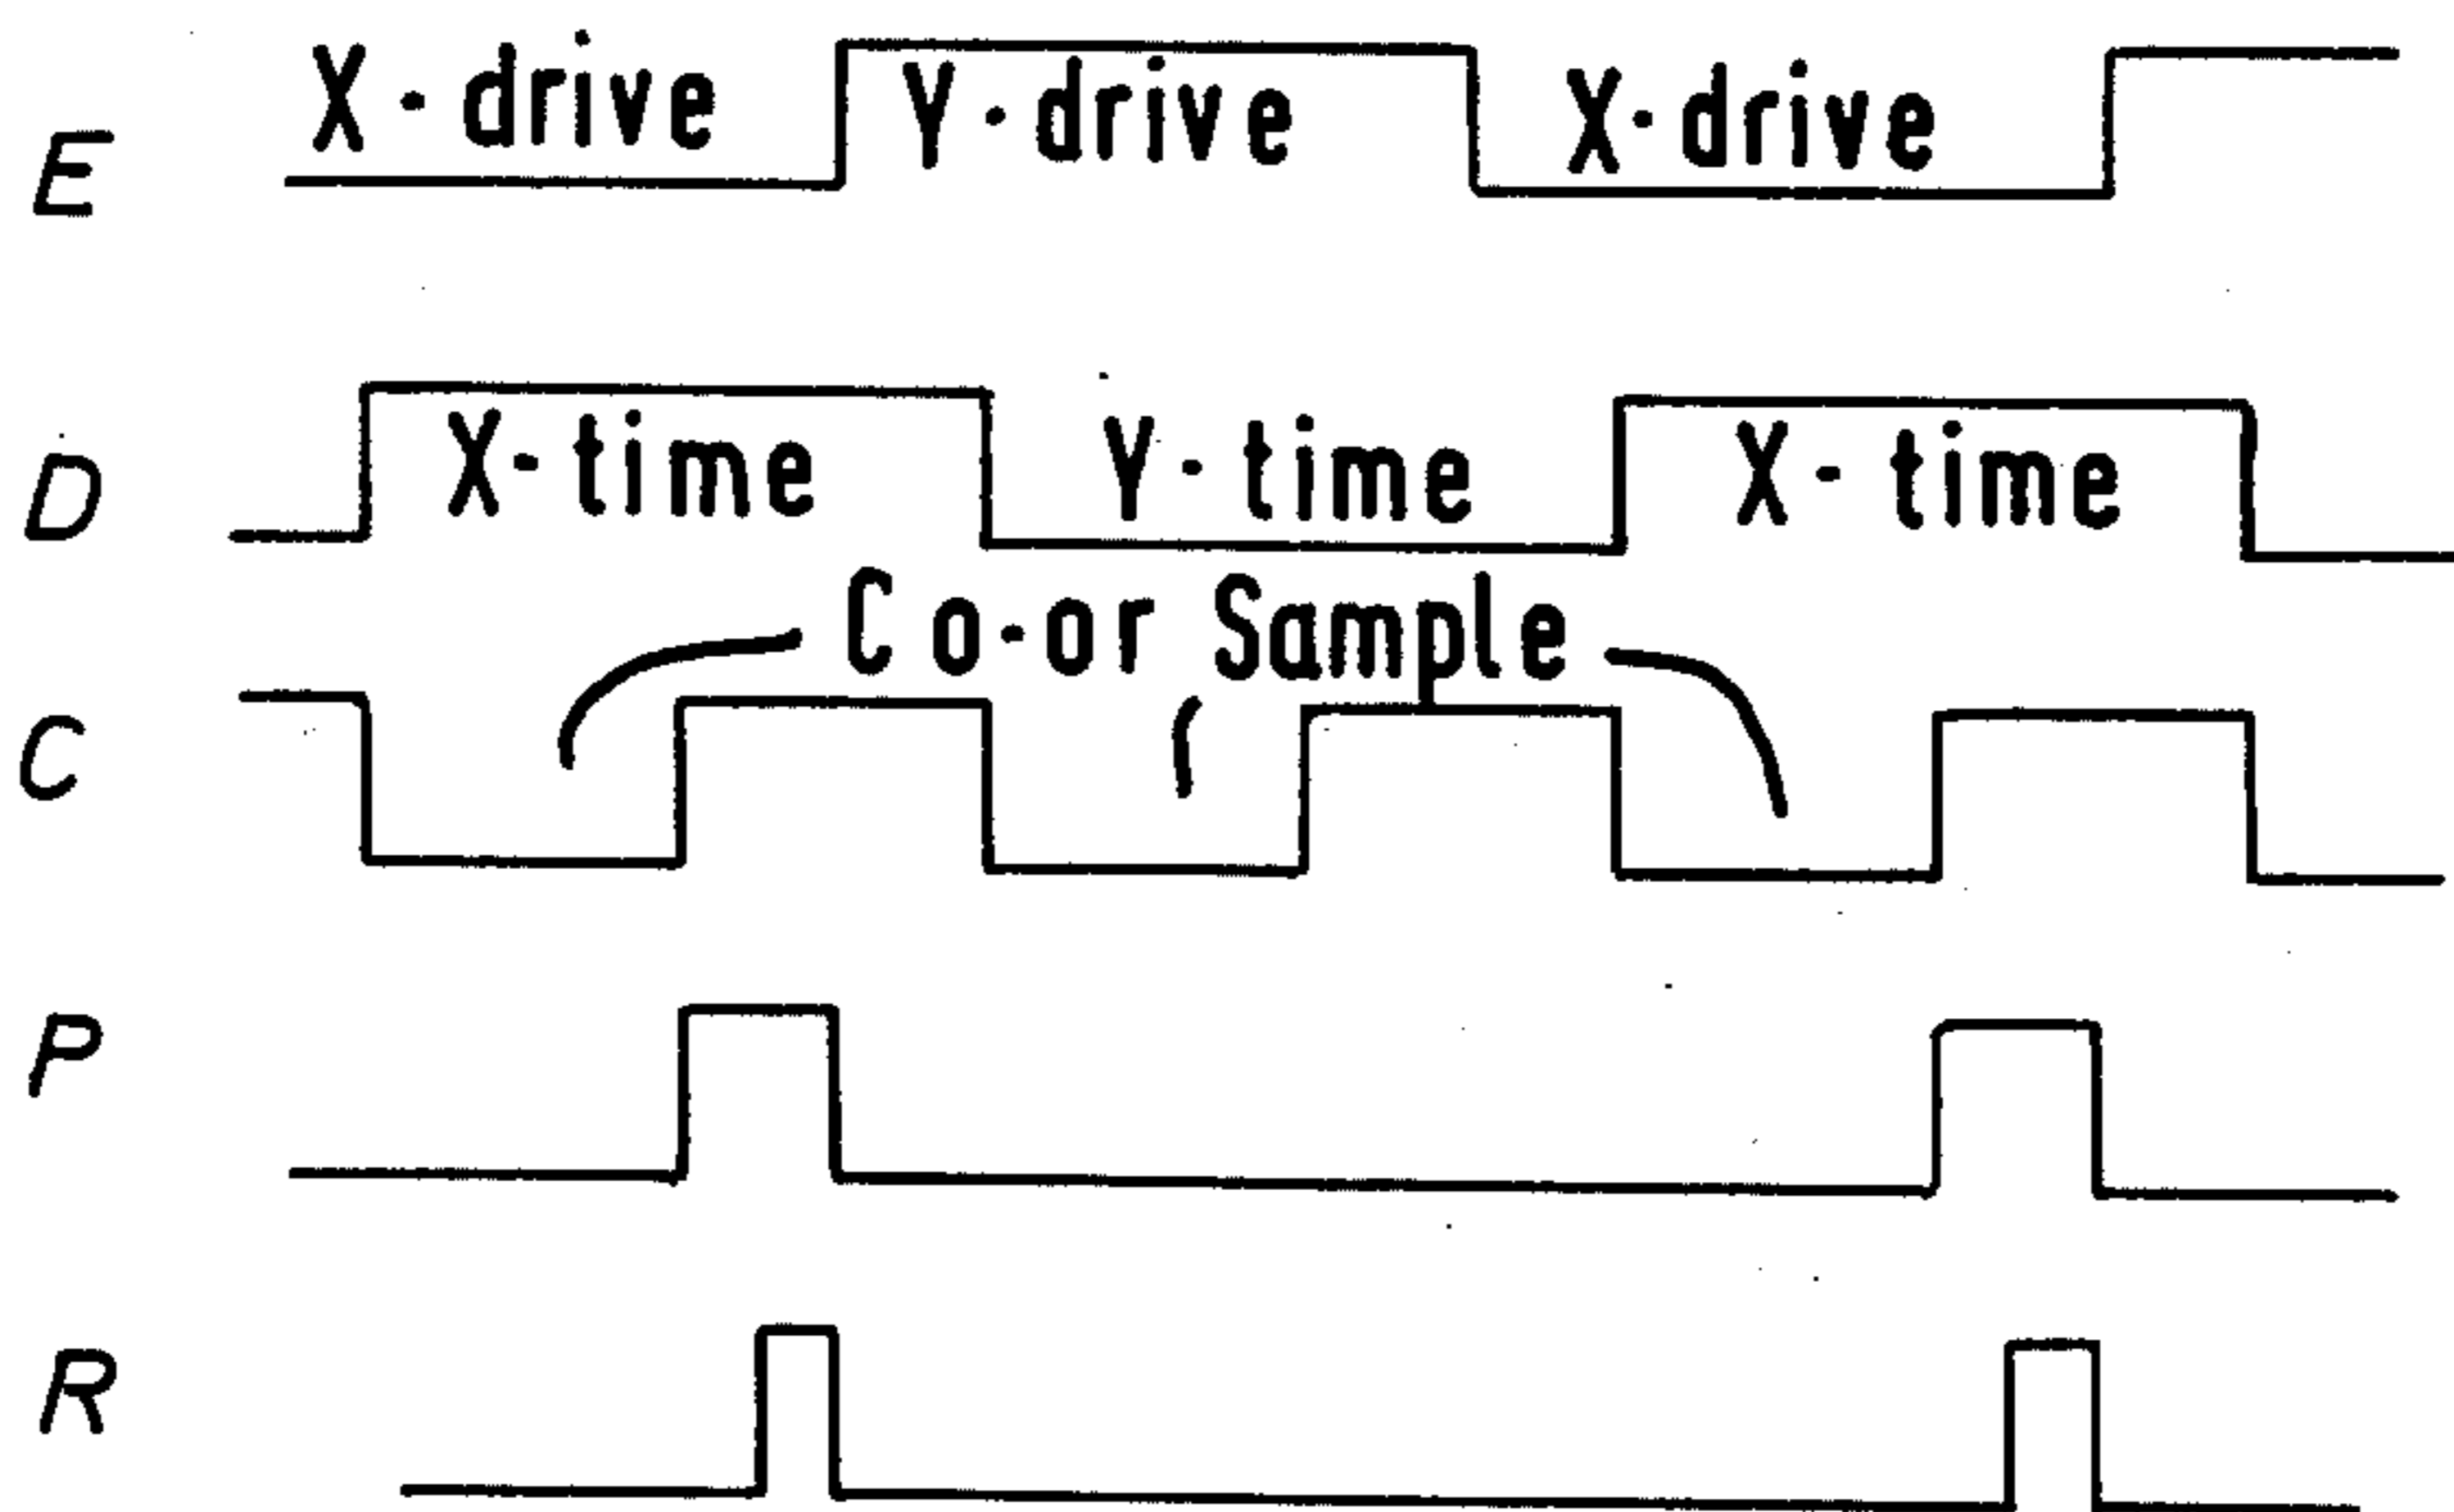 E X-drive Y-drive X-drive
D X-time Y-time X-time
Co-or Sample
C
P
R